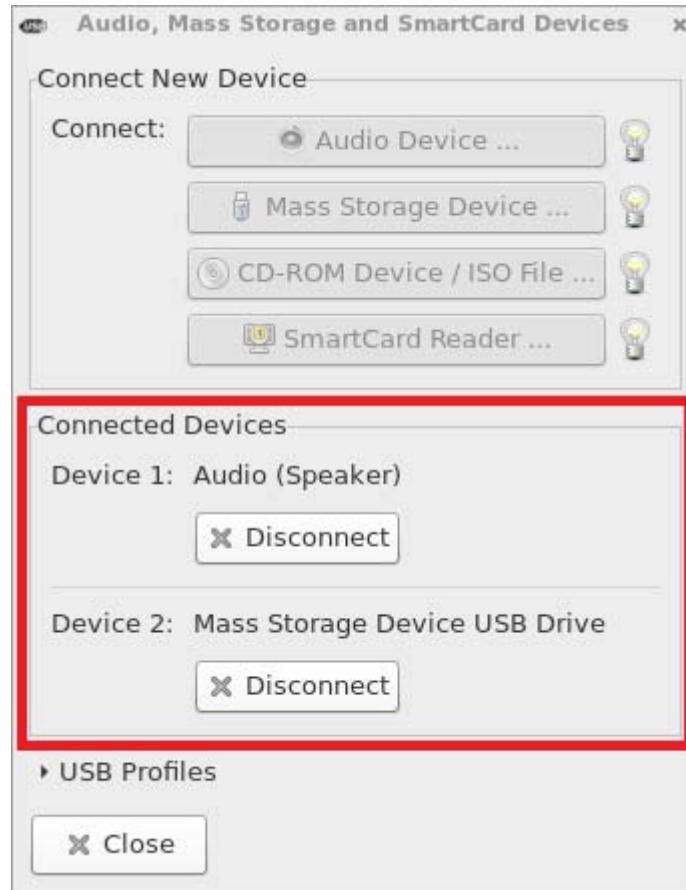 Audio, Mass Storage and SmartCard Devices
Connect New Device
Connect: Audio Device ...
Mass Storage Device ...
CD-ROM Device / ISO File ...
SmartCard Reader ...
Connected Devices
Device 1: Audio (Speaker)
Disconnect
Device 2: Mass Storage Device USB Drive
Disconnect
USB Profiles
Close